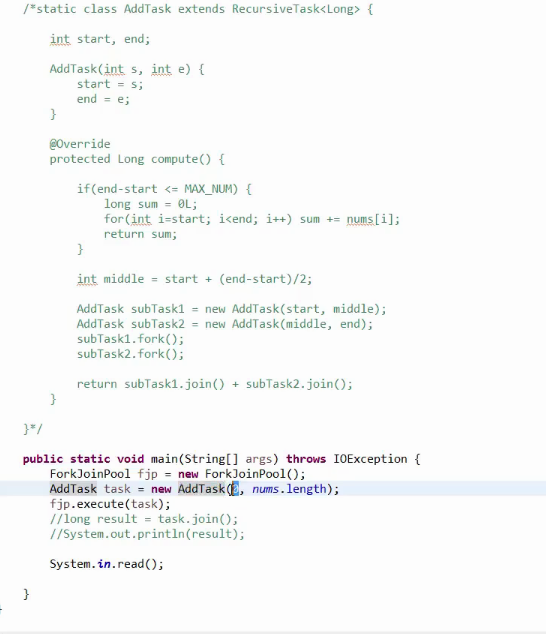 /*static class AddTask extends RecursiveTask<Long> {
int start, end;
AddTask(int s, int e) {
start = s;
end = e;
}
@Override
protected Long compute() {
if(end-start <= MAX_NUM) {
long sum = 0L;
for(int i=start; i<end; i++) sum += nums[i];
return sum;
}
int middle = start + (end-start)/2;
AddTask subTask1 = new AddTask(start, middle);
AddTask subTask2 = new AddTask(middle, end);
subTask1.fork();
subTask2.fork();
return subTask1.join() + subTask2.join();
}
}*/
public static void main(String[] args) throws IOException {
ForkJoinPool fjp = new ForkJoinPool();
AddTask task = new AddTask(0, nums.length);
fjp.execute(task);
//long result = task.join();
//System.out.println(result);
System.in.read();
}
}